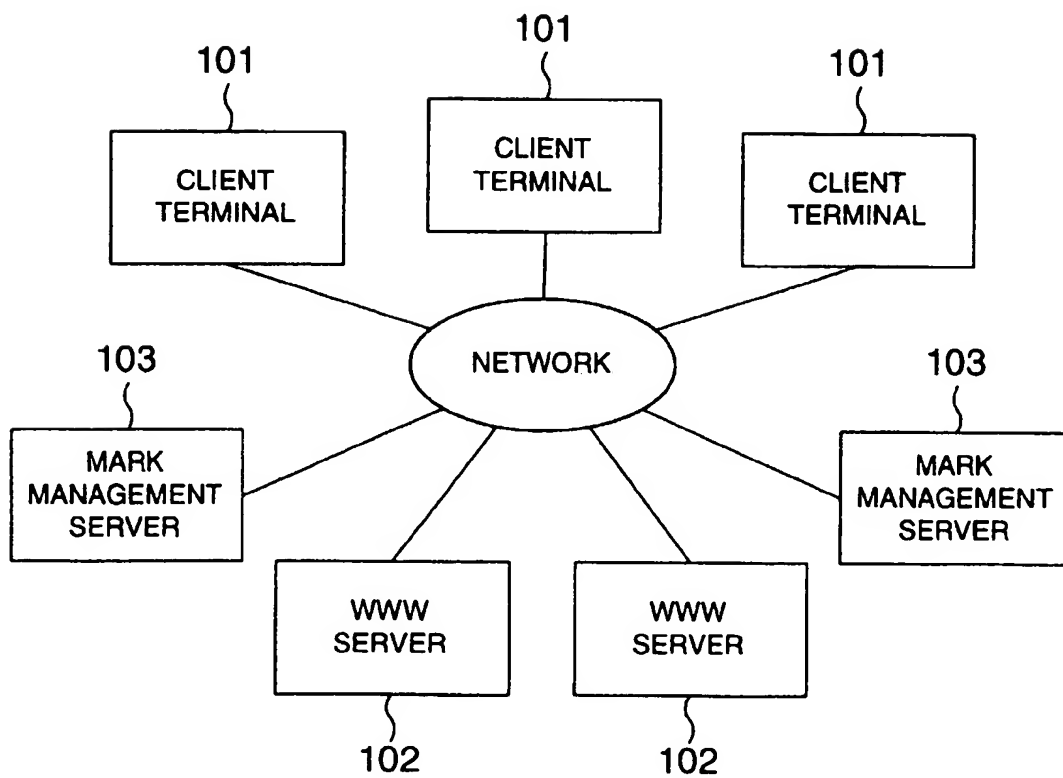 101
101
101
CLIENT
TERMINAL
CLIENT
TERMINAL
CLIENT
TERMINAL
NETWORK
103
103
MARK
MANAGEMENT
SERVER
MARK
MANAGEMENT
SERVER
WWW
SERVER
WWW
SERVER
102
102